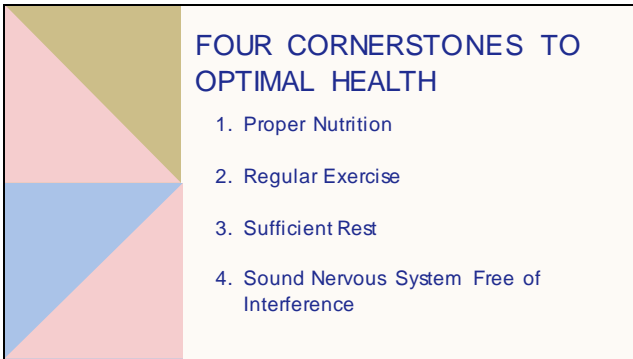 FOUR CORNERSTONES TO
OPTIMAL HEALTH
1. Proper Nutrition
2. Regular Exercise
3. Sufficient Rest
4. Sound Nervous System Free of
Interference